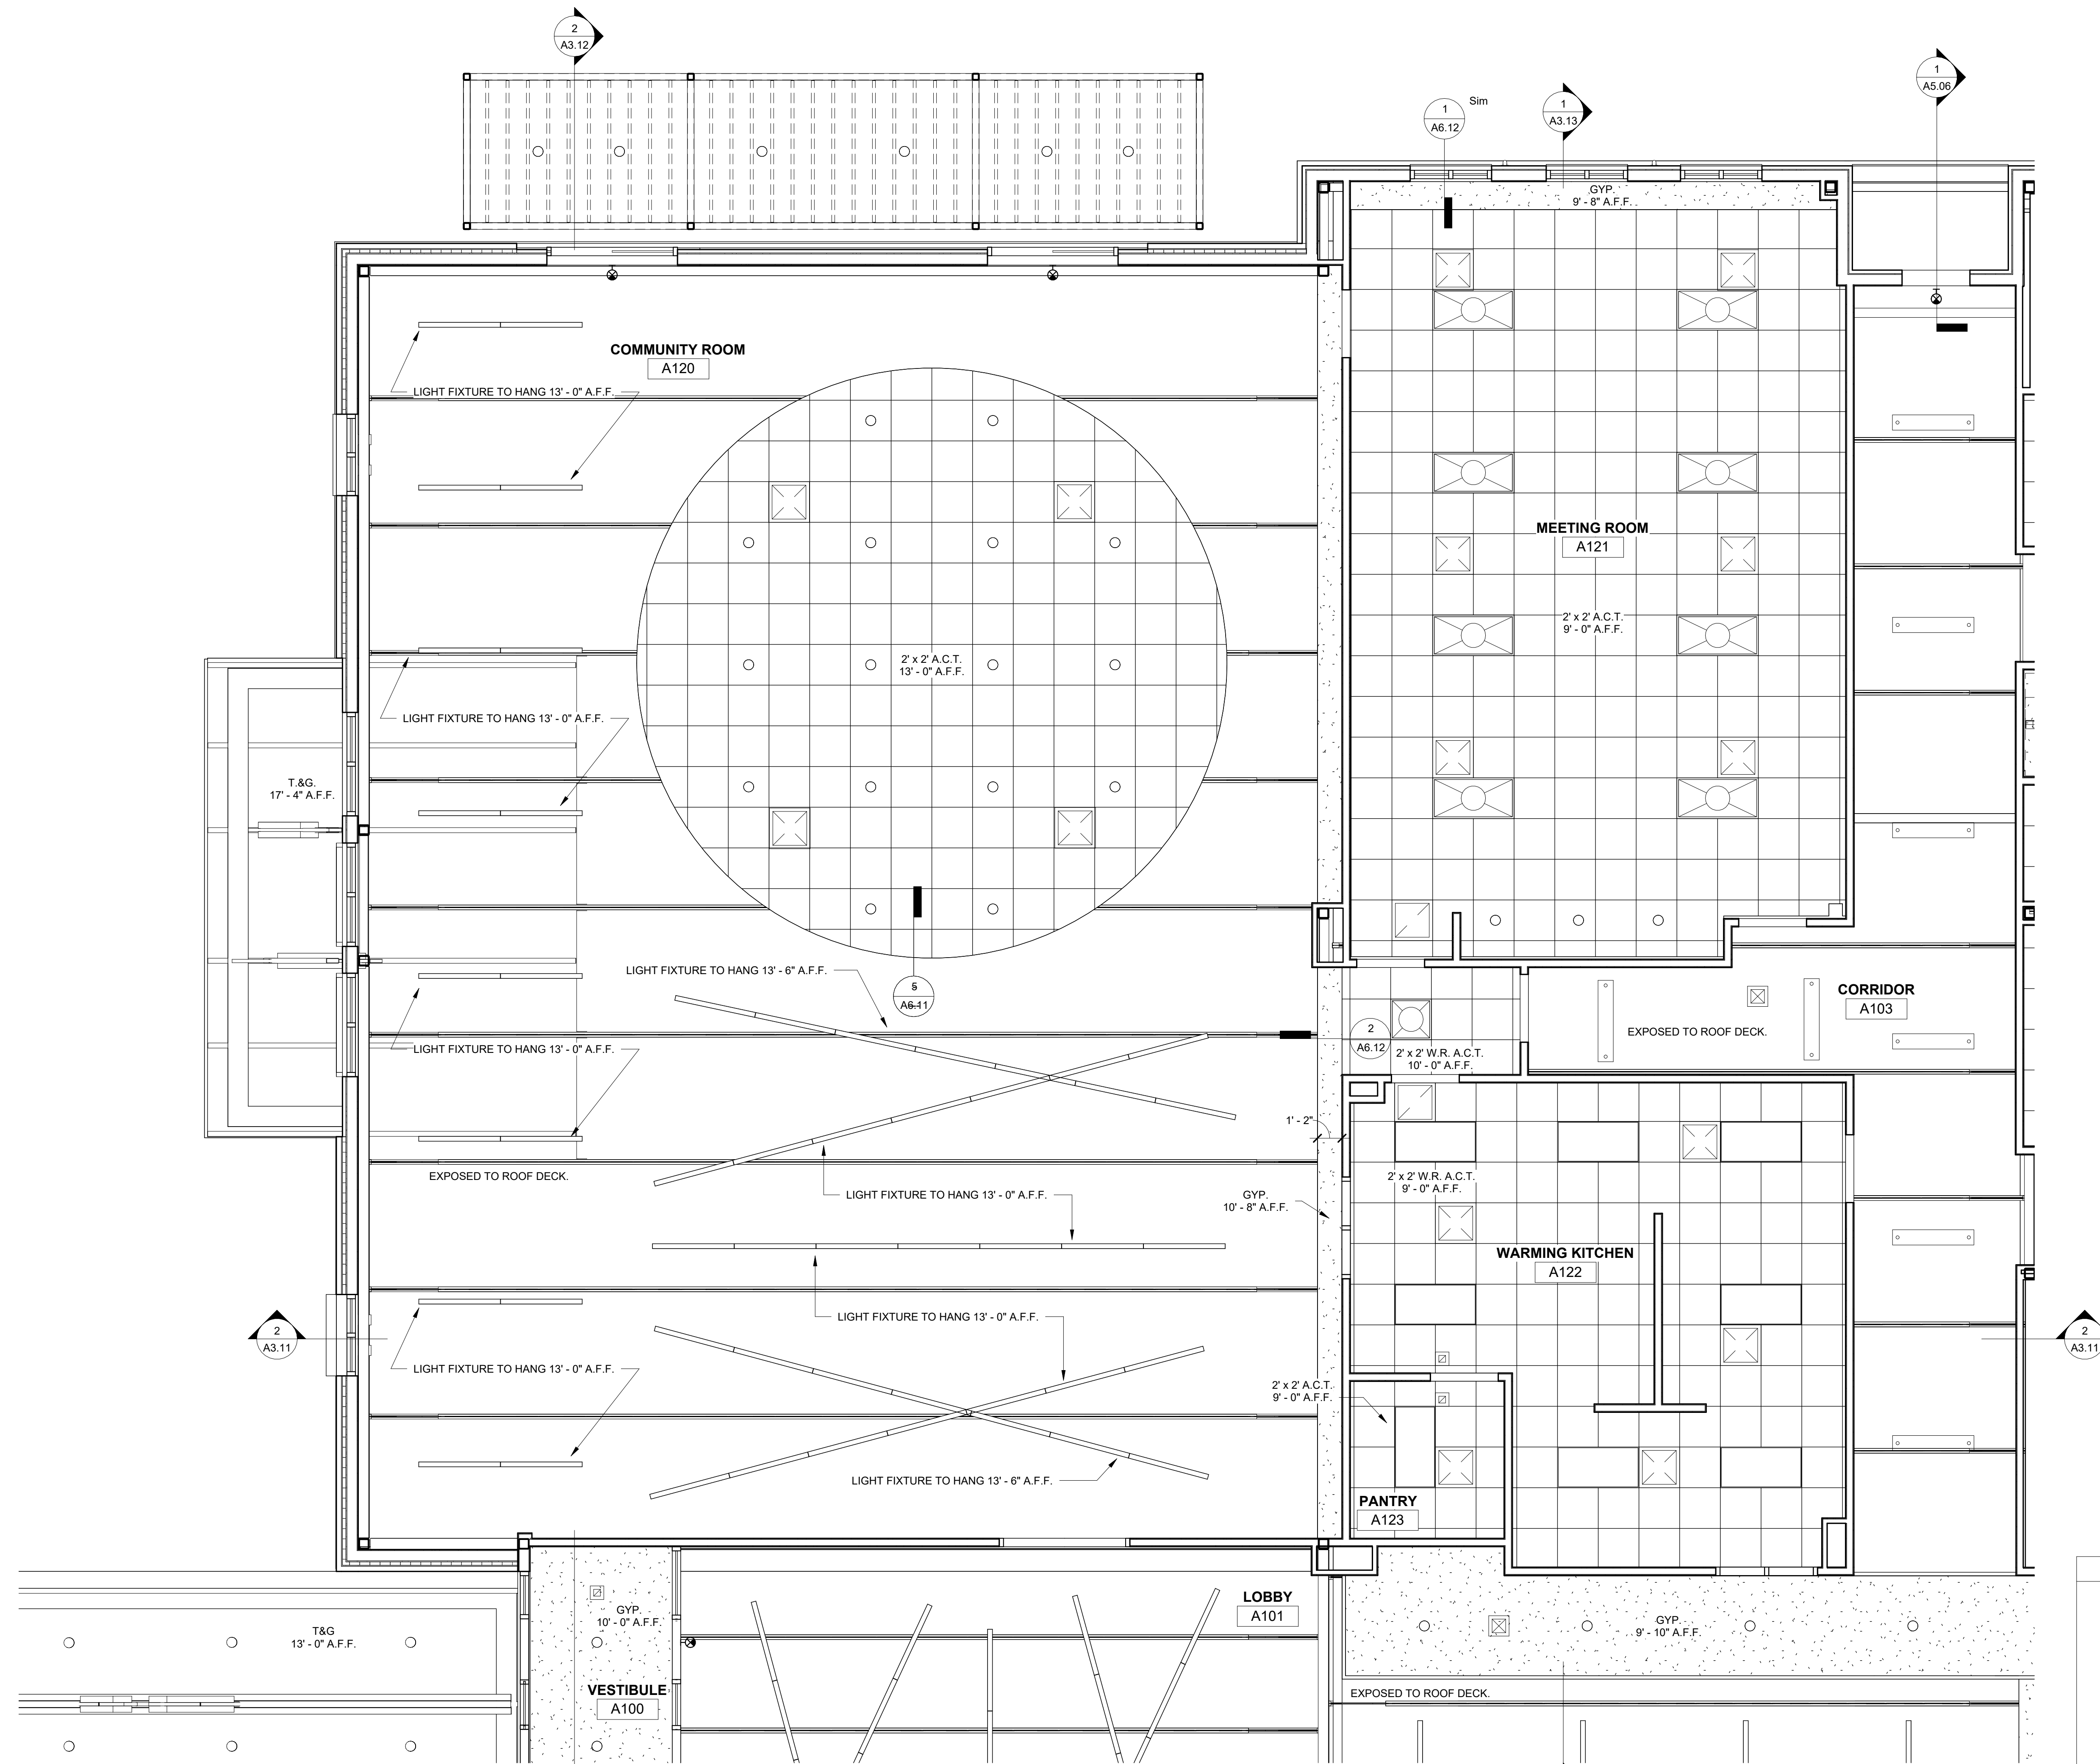 2
A3.12
1
A5.06
1
A6.12
Sim
1
A3.13
GYP.
9' - 8" A.F.F.
COMMUNITY ROOM
A120
LIGHT FIXTURE TO HANG 13' - 0" A.F.F.
MEETING ROOM
A121
2' x 2' A.C.T.
9' - 0" A.F.F.
2' x 2' A.C.T.
13' - 0" A.F.F.
LIGHT FIXTURE TO HANG 13' - 0" A.F.F.
T.&G.
17' - 4" A.F.F.
LIGHT FIXTURE TO HANG 13' - 6" A.F.F.
5
A6.11
CORRIDOR
A103
EXPOSED TO ROOF DECK.
2
A6.12
2' x 2' W.R. A.C.T.
10' - 0" A.F.F.
LIGHT FIXTURE TO HANG 13' - 0" A.F.F.
1' - 2"
EXPOSED TO ROOF DECK.
2' x 2' W.R. A.C.T.
9' - 0" A.F.F.
LIGHT FIXTURE TO HANG 13' - 0" A.F.F.
GYP.
10' - 8" A.F.F.
WARMING KITCHEN
A122
LIGHT FIXTURE TO HANG 13' - 0" A.F.F.
2
A3.11
2
A3.11
LIGHT FIXTURE TO HANG 13' - 0" A.F.F.
2' x 2' A.C.T.
9' - 0" A.F.F.
LIGHT FIXTURE TO HANG 13' - 6" A.F.F.
PANTRY
A123
LOBBY
A101
GYP.
10' - 0" A.F.F.
T&G
13' - 0" A.F.F.
GYP.
9' - 10" A.F.F.
VESTIBULE
A100
EXPOSED TO ROOF DECK.